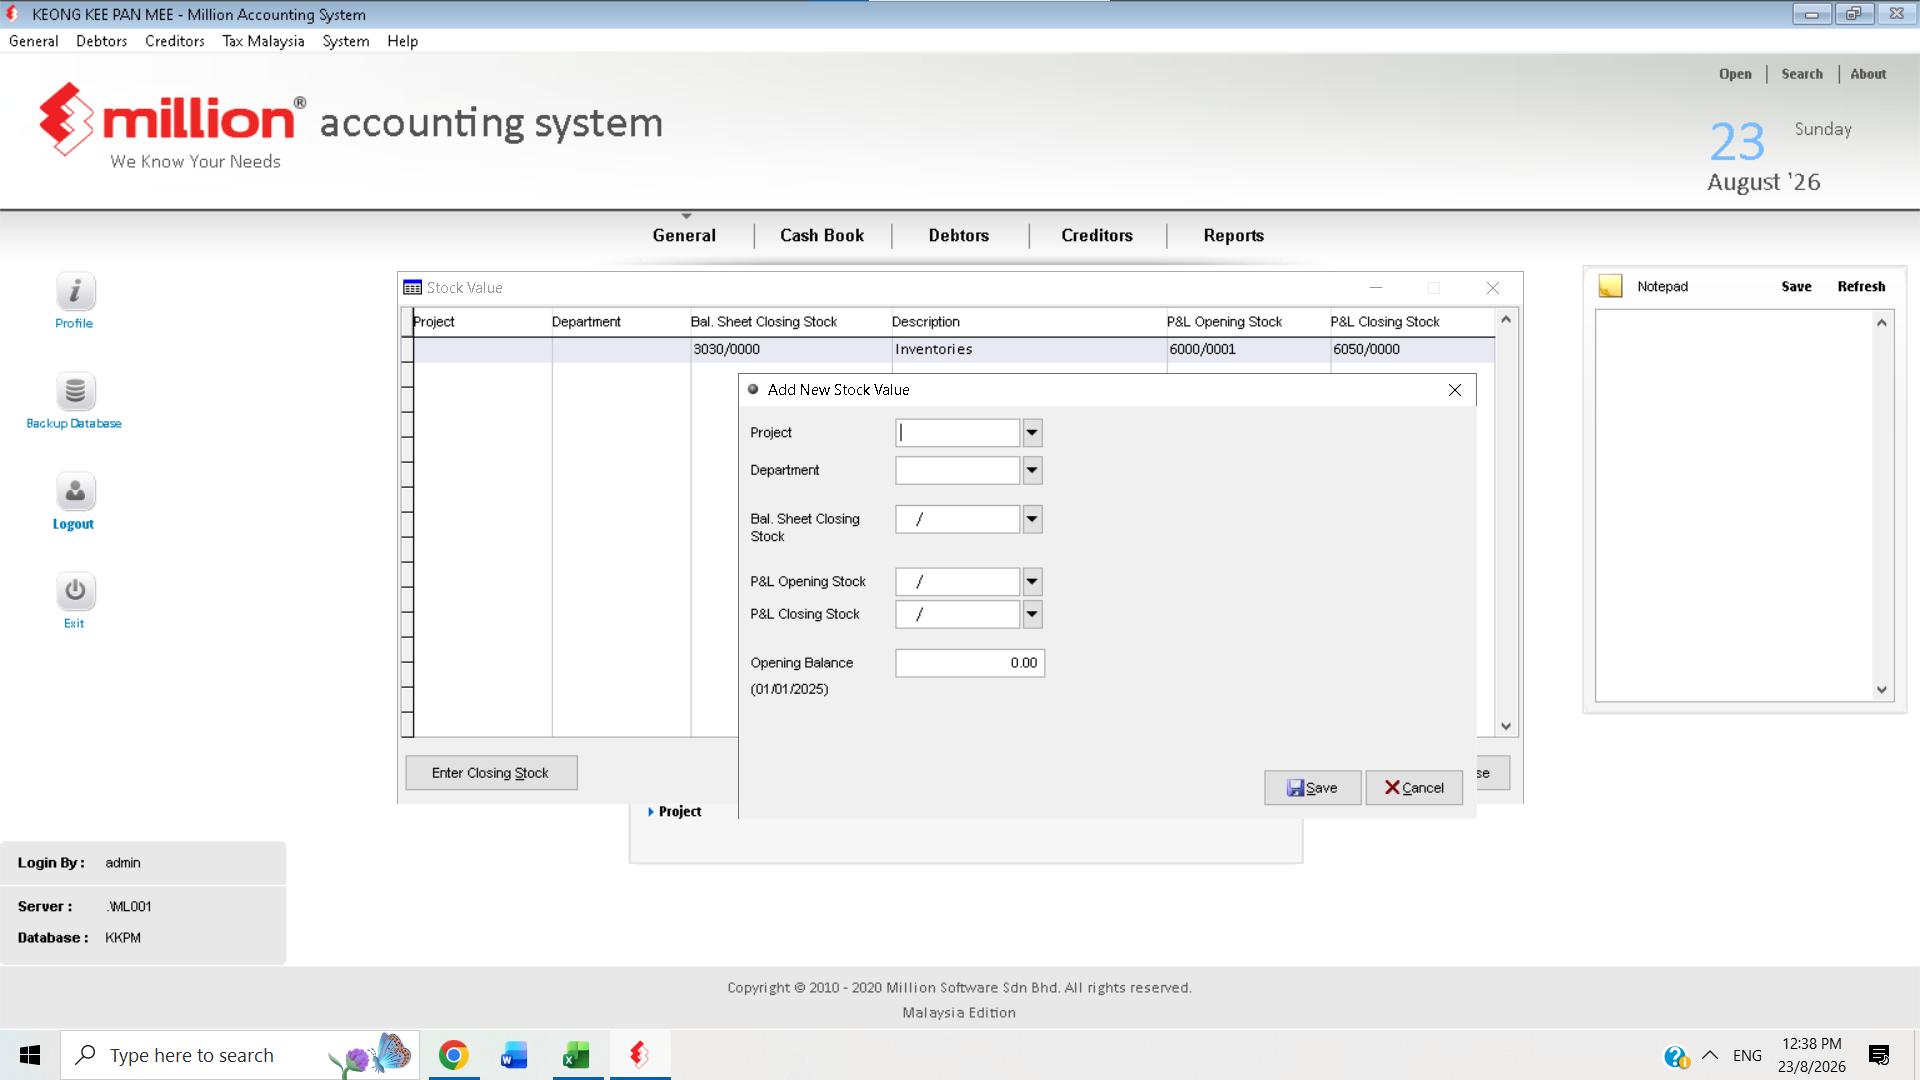 KEONG KEE PAN MEE - Million Accounting System
General Debtors Creditors Tax Malaysia System Help
Open Search About
million® accounting system
We Know Your Needs
23 Sunday
August '26
General Cash Book Debtors Creditors Reports
Profile
Backup Database
Logout
Exit
Stock Value
Project Department Bal. Sheet Closing Stock Description P&L Opening Stock P&L Closing Stock
3030/0000 Inventories 6000/0001 6050/0000
Add New Stock Value
Project
Department
Bal. Sheet Closing Stock /
P&L Opening Stock /
P&L Closing Stock /
Opening Balance 0.00
(01/01/2025)
Save Cancel
Enter Closing Stock
se
Project
Notepad Save Refresh
Login By : admin
Server : .\ML001
Database : KKPM
Copyright © 2010 - 2020 Million Software Sdn Bhd. All rights reserved.
Malaysia Edition
Type here to search
ENG
12:38 PM
23/8/2026